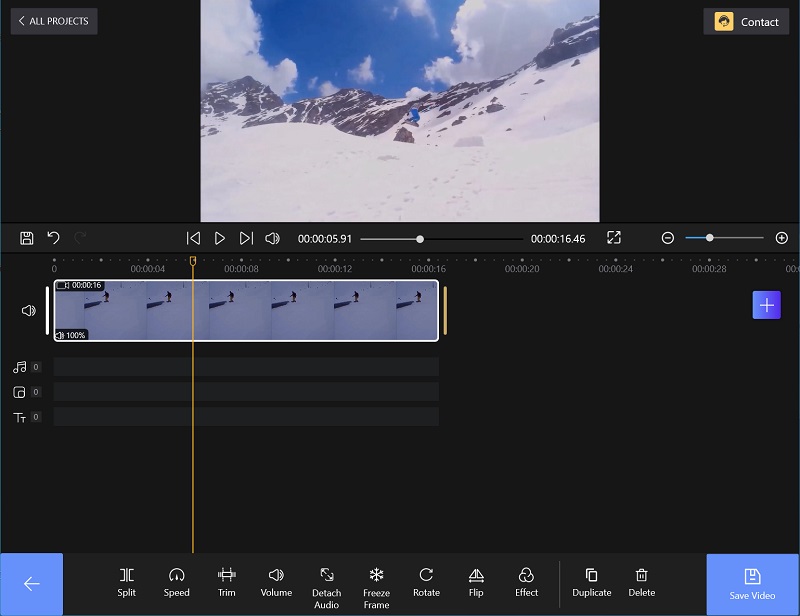 ALL PROJECTS
Contact
00:00:05.91
00:00:16.46
0
00:00:04
00:00:08
00:00:12
00:00:16
00:00:20
00:00:24
00:00:28
00:00:16
100%
0
0
TT
0
Split
Speed
Trim
Volume
Detach
Audio
Freeze
Frame
Rotate
Flip
Effect
Duplicate
Delete
Save Video